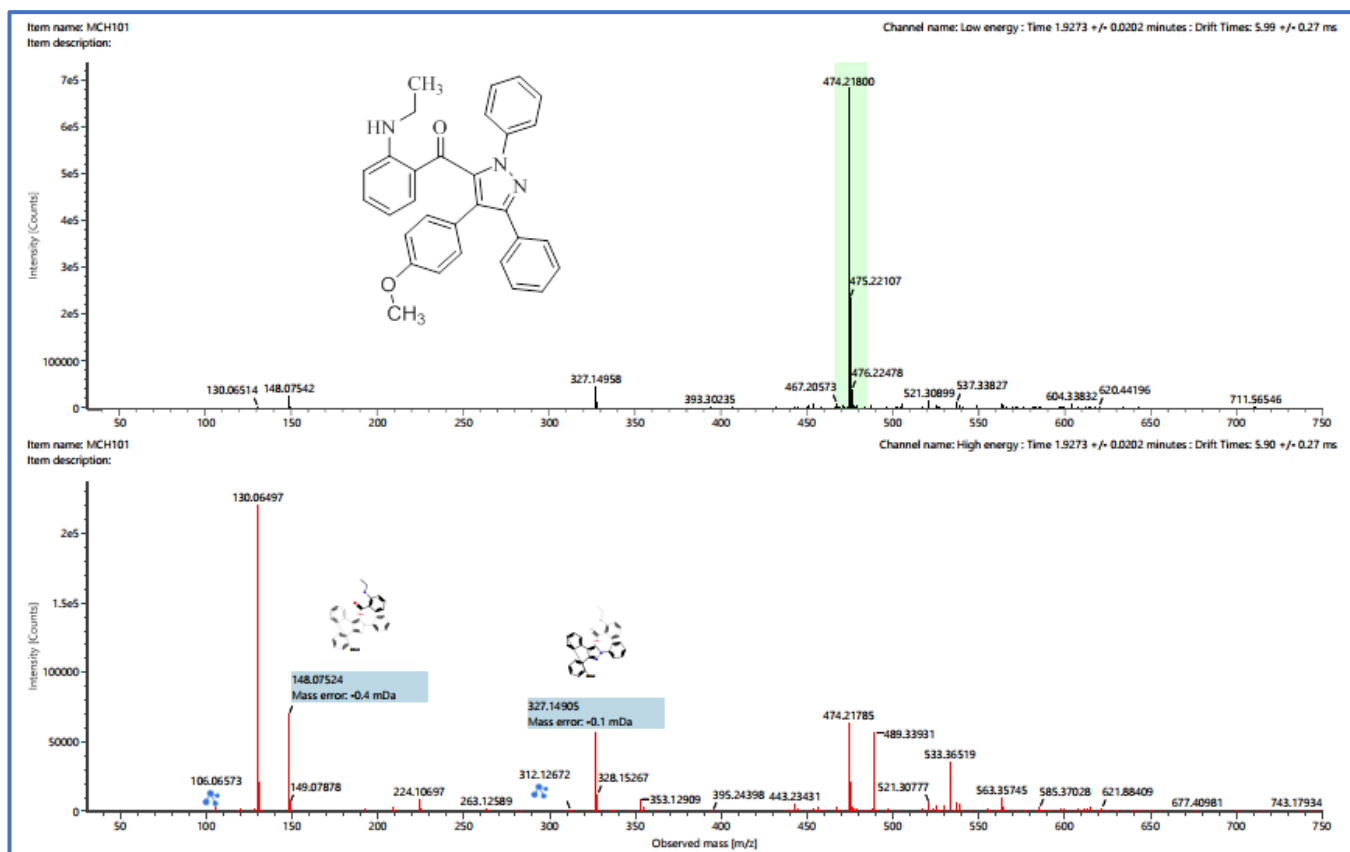 Item name: MCH101
Channel name: Low energy : Time 1.9273 +/- 0.0202 minutes : Drift Times: 5.99 +/- 0.27 ms
Item description:
7e5
6e5
5e5
4e5
3e5
2e5
100000
0
Intensity [Counts]
CH3
HN
O
N
N
O
CH3
474.21800
475.22107
476.22478
130.06514
148.07542
327.14958
393.30235
467.20573
521.30899
537.33827
604.33832
620.44196
711.56546
50 100 150 200 250 300 350 400 450 500 550 600 650 700 750
Item name: MCH101
Channel name: High energy : Time 1.9273 +/- 0.0202 minutes : Drift Times: 5.90 +/- 0.27 ms
Item description:
2e5
1.5e5
100000
50000
0
Intensity [Counts]
130.06497
148.07524
Mass error: -0.4 mDa
327.14905
Mass error: -0.1 mDa
106.06573
149.07878
224.10697
263.12589
312.12672
328.15267
353.12909
395.24398
443.23431
474.21785
489.33931
521.30777
533.36519
563.35745
585.37028
621.88409
677.40981
743.17934
50 100 150 200 250 300 350 400 450 500 550 600 650 700 750
Observed mass [m/z]